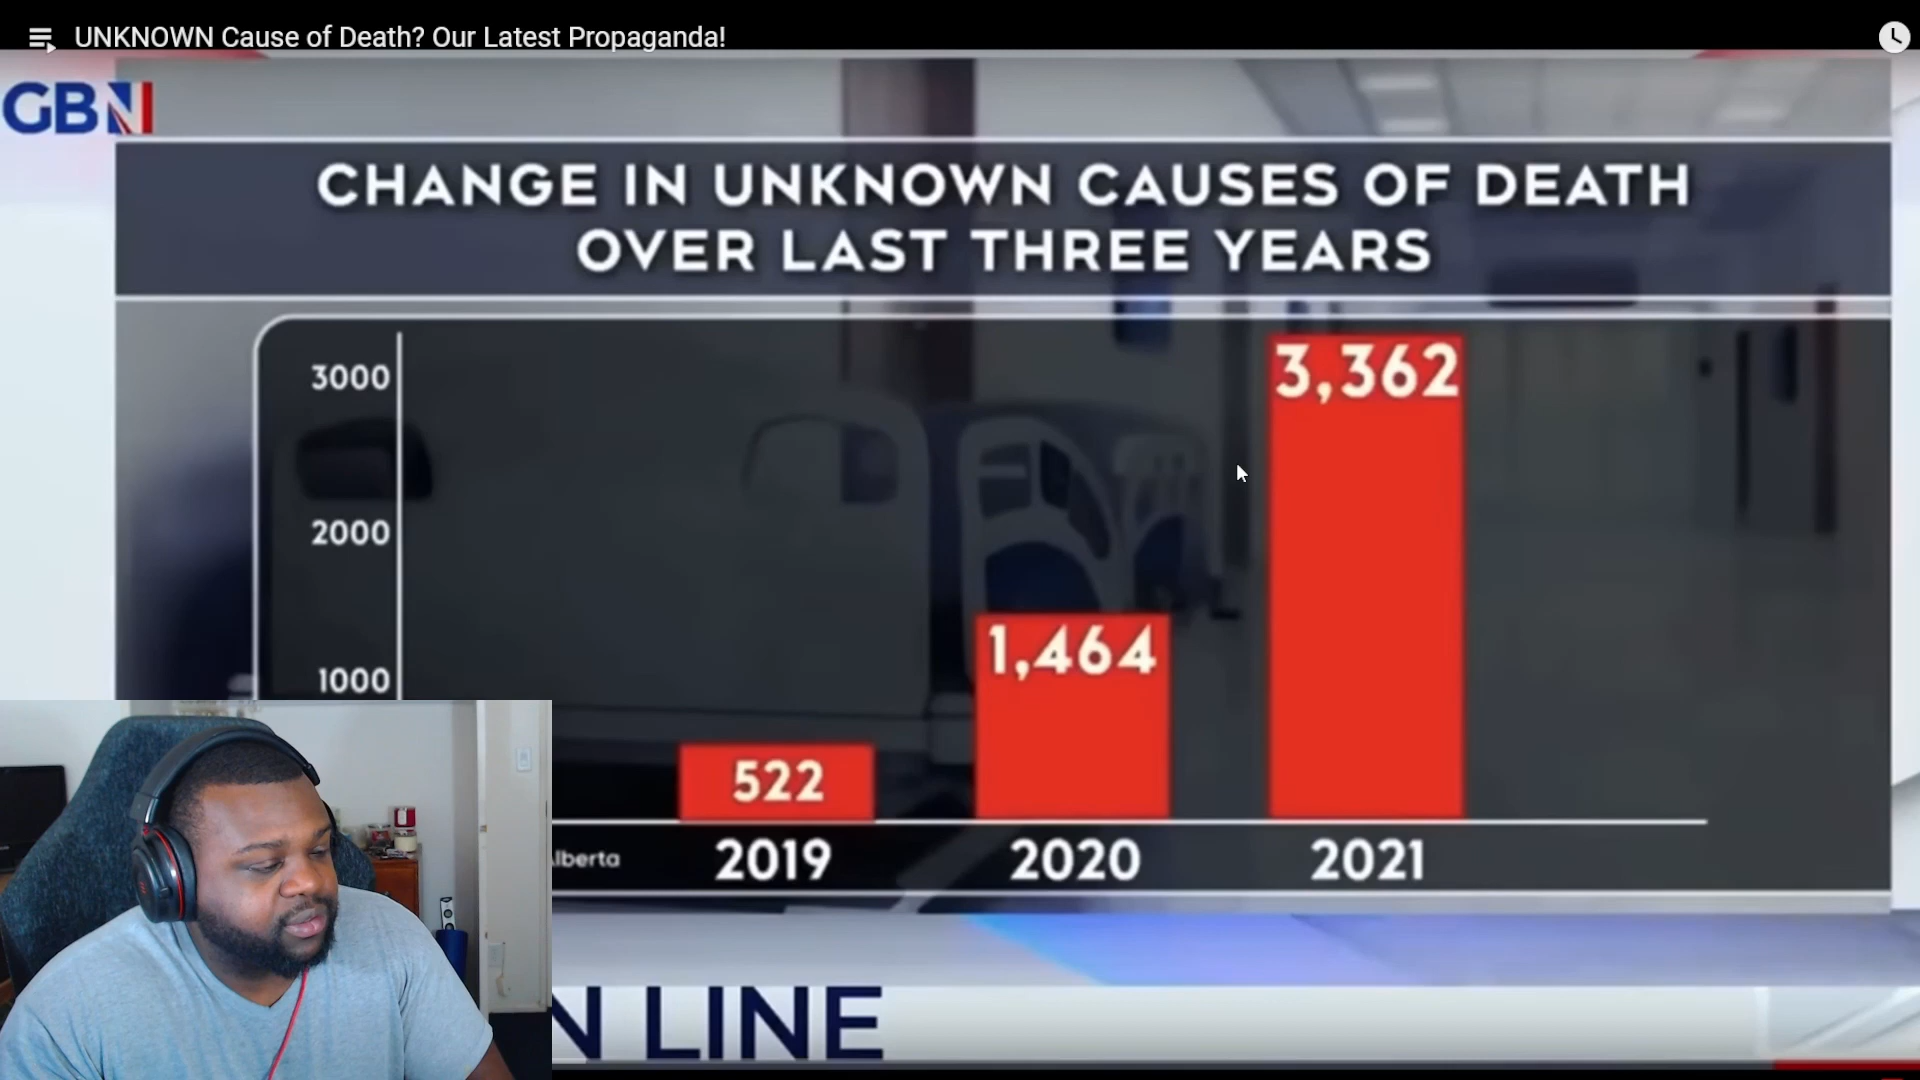 UNKNOWN Cause of Death? Our Latest Propaganda!
GBN
CHANGE IN UNKNOWN CAUSES OF DEATH
OVER LAST THREE YEARS
3000
2000
1000
3,362
1,464
522
lberta
2019
2020
2021
N LINE